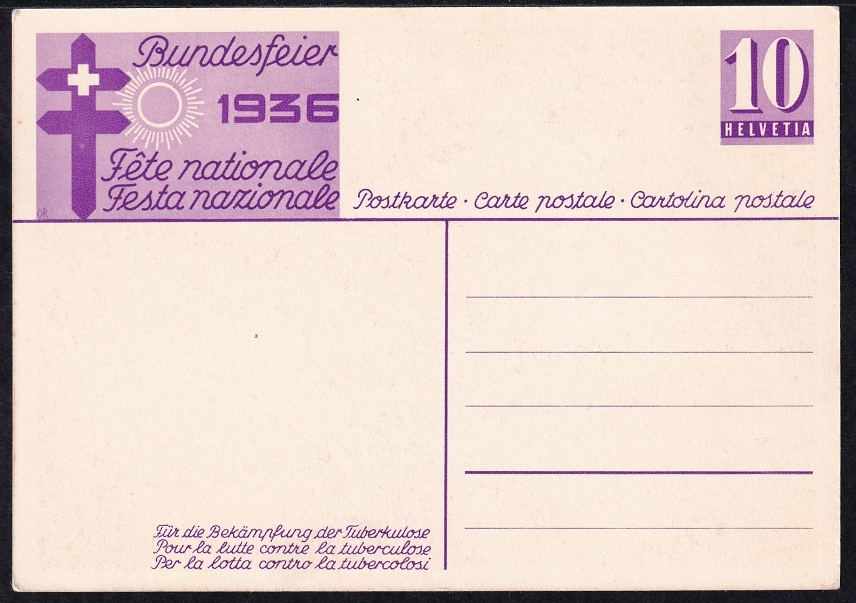 Bundesfeier
1936
Fête nationale
Festa nazionale
10
HELVETIA
Postkarte · Carte postale · Cartolina postale
Für die Bekämpfung der Tuberkulose
Pour la lutte contre la tuberculose
Per la lotta contro la tubercolosi